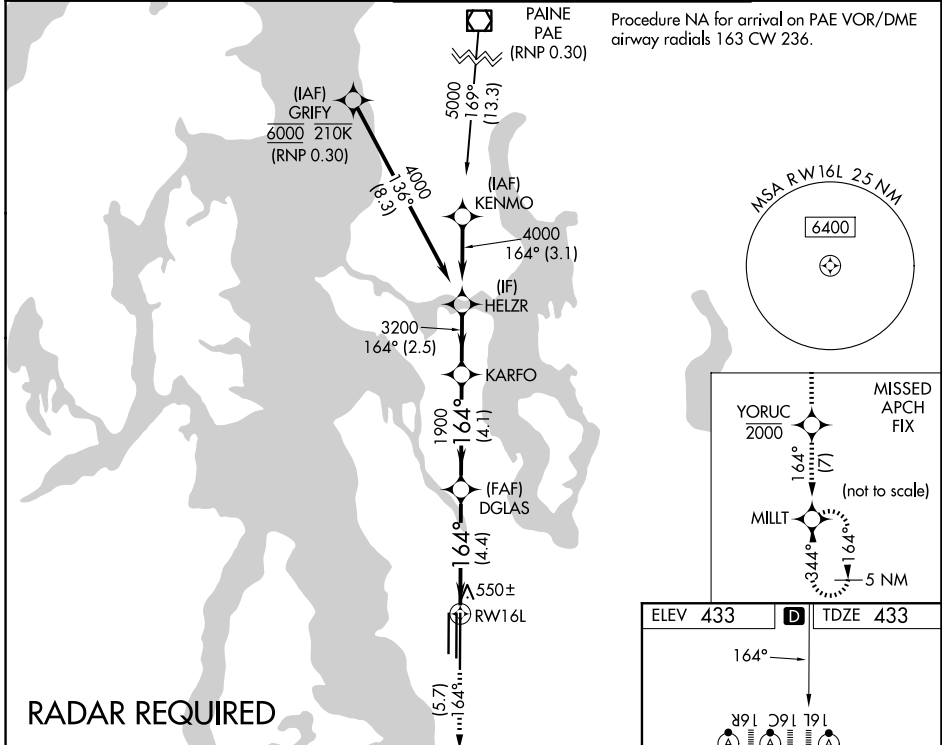 PAINE
PAE
(RNP 0.30)
Procedure NA for arrival on PAE VOR/DME
airway radials 163 CW 236.
5000
169°
(13.3)
(IAF)
GRIFY
6000 210K
(RNP 0.30)
4000
136°
(8.3)
(IAF)
KENMO
4000
164° (3.1)
(IF)
HELZR
3200
164° (2.5)
KARFO
1900
164°
(4.1)
(FAF)
DGLAS
164°
(4.4)
550±
RW16L
(5.7)
164°
RADAR REQUIRED
MSA RW16L 25 NM
6400
MISSED
APCH
FIX
YORUC
2000
164°
(7)
(not to scale)
MILLT
344°
164°
5 NM
ELEV 433
D
TDZE 433
164°
16R
16C
16L
A
A
A